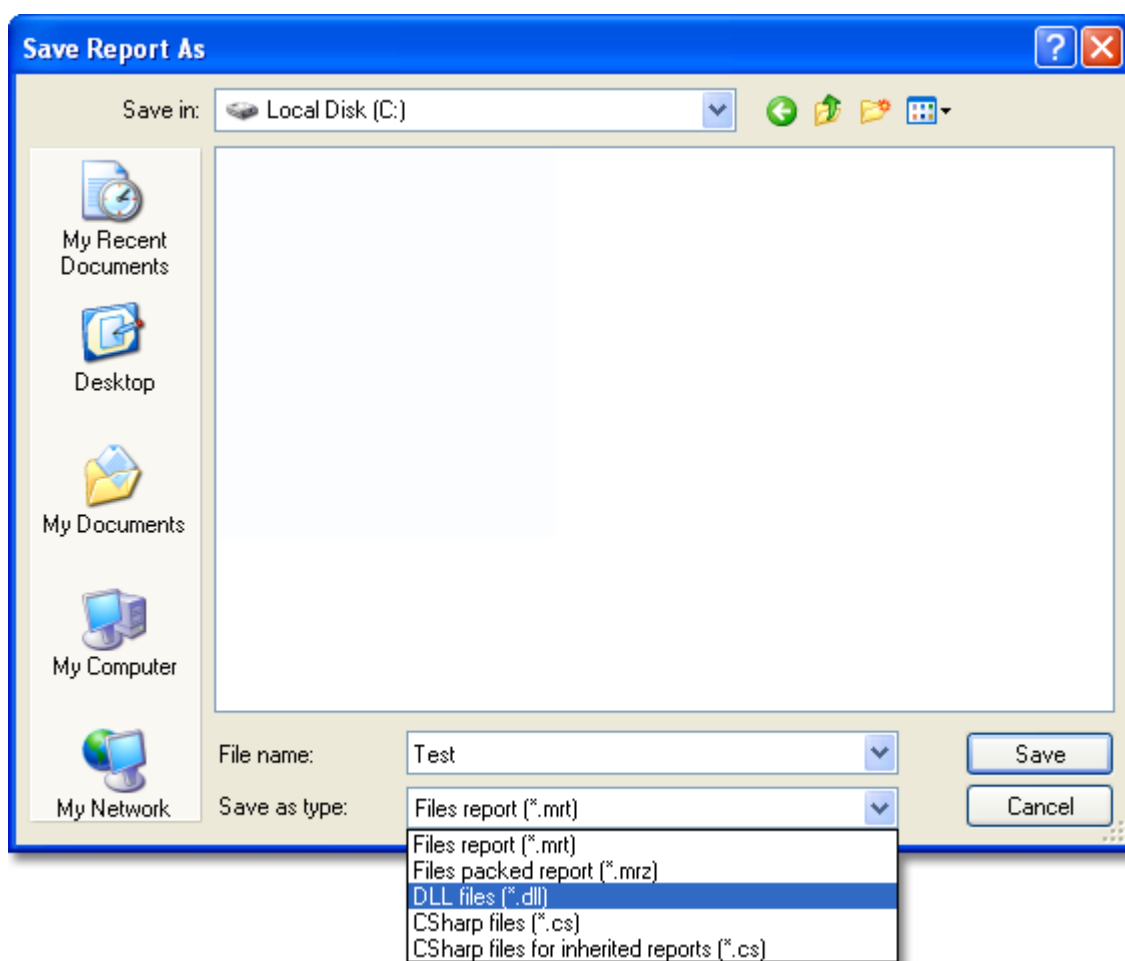 Save Report As
Save in: Local Disk (C:)
My Recent
Documents
Desktop
My Documents
My Computer
My Network
File name: Test Save
Save as type: Files report (*.mrt) Cancel
Files report (*.mrt)
Files packed report (*.mrz)
DLL files (*.dll)
CSharp files (*.cs)
CSharp files for inherited reports (*.cs)